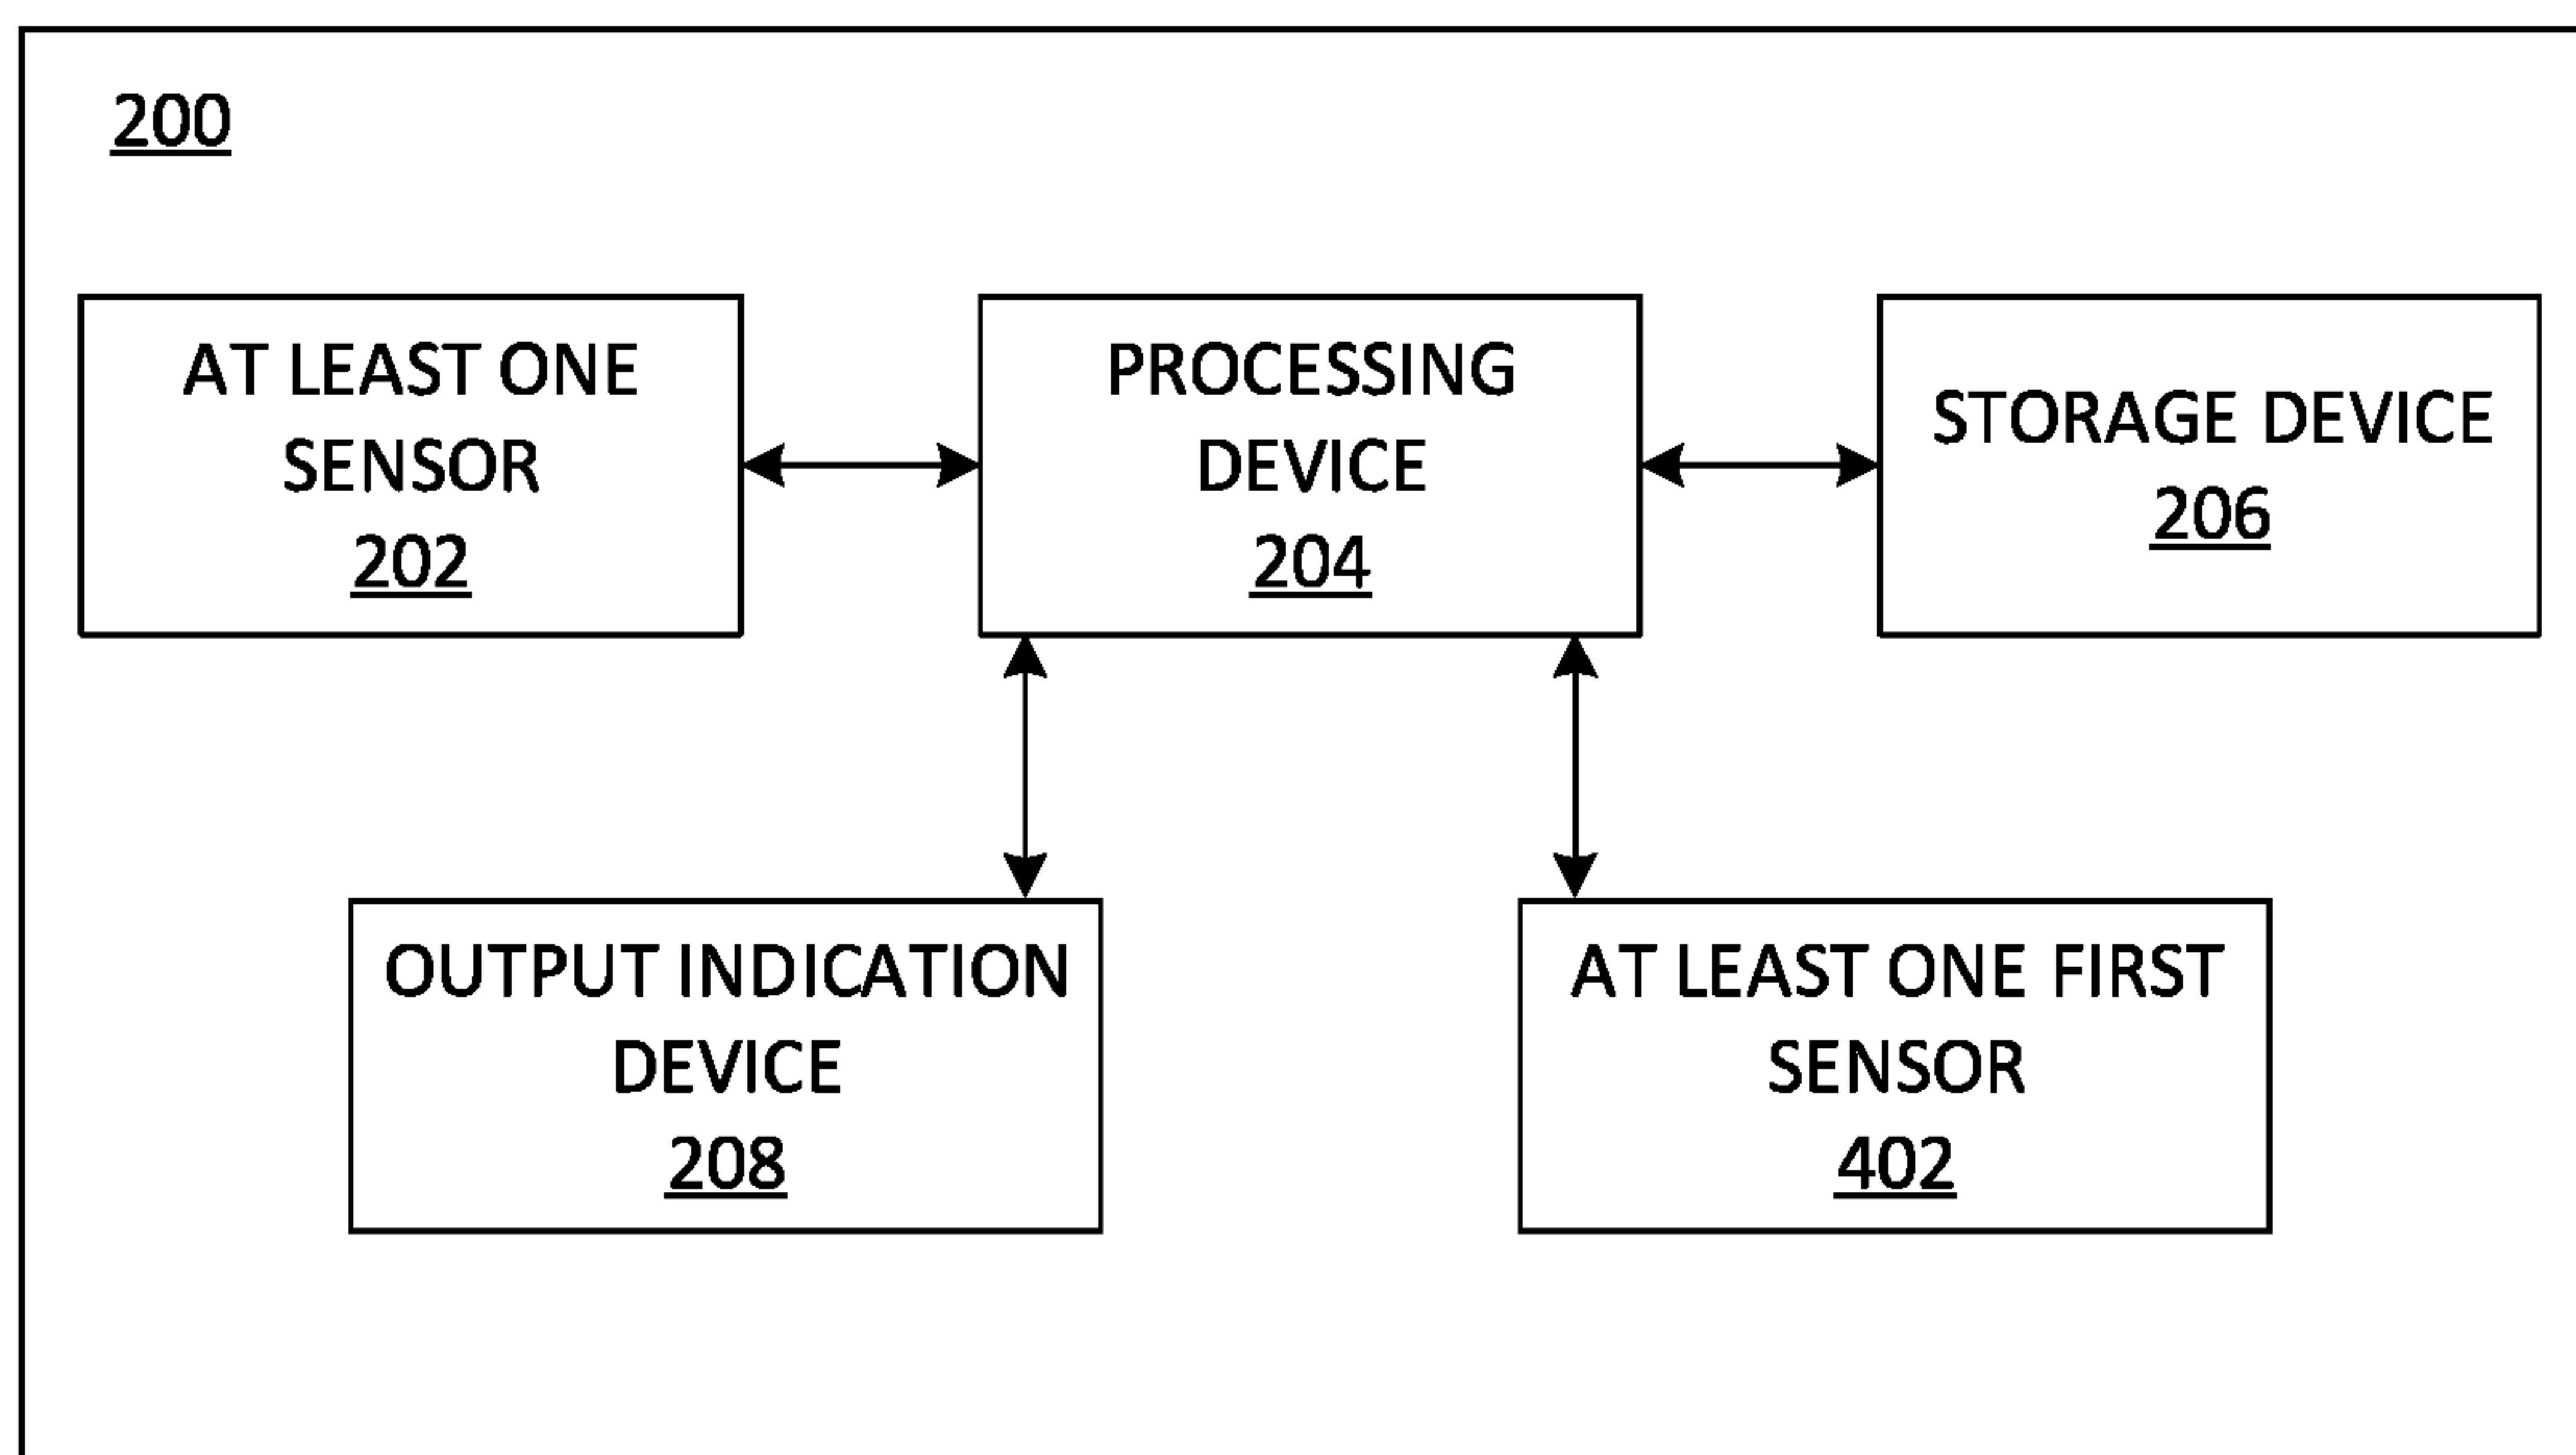 200
AT LEAST ONE
SENSOR
202
PROCESSING
DEVICE
204
STORAGE DEVICE
206
OUTPUT INDICATION
DEVICE
208
AT LEAST ONE FIRST
SENSOR
402